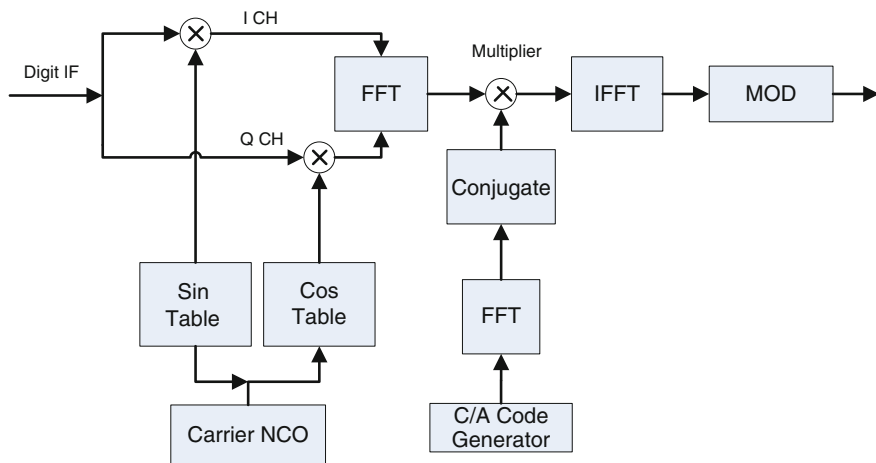 I CH
Digit IF
Multiplier
FFT
IFFT
MOD
Q CH
Conjugate
Sin
Table
Cos
Table
FFT
Carrier NCO
C/A Code
Generator